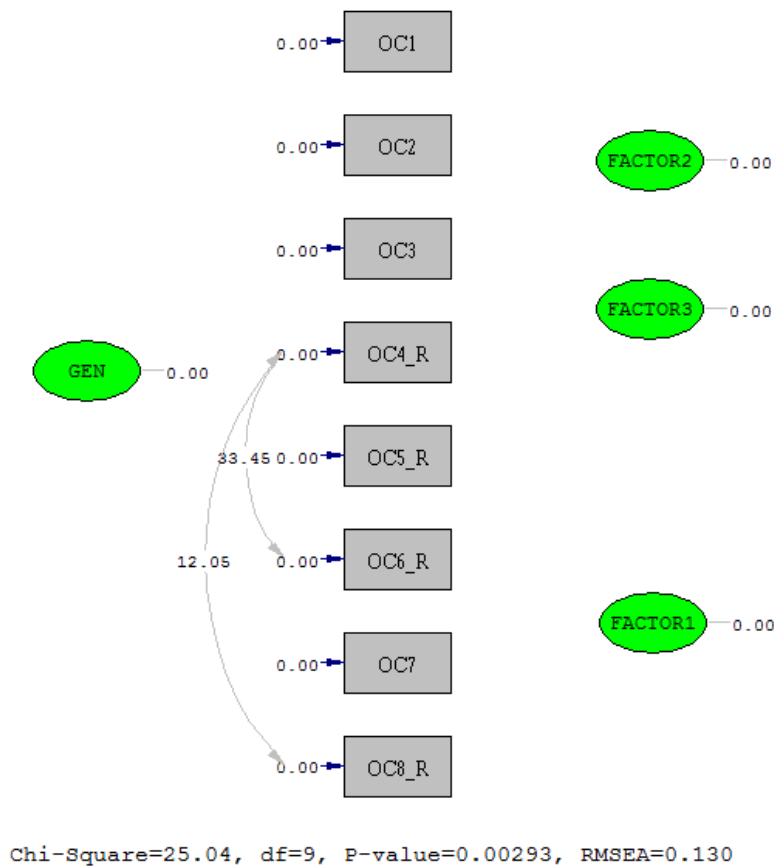 0.00 OC1
0.00 OC2
FACTOR2 0.00
0.00 OC3
FACTOR3 0.00
0.00 OC4_R
GEN 0.00
33.45 0.00 OC5_R
12.05 0.00 OC6_R
FACTOR1 0.00
0.00 OC7
0.00 OC8_R
Chi-Square=25.04, df=9, P-value=0.00293, RMSEA=0.130